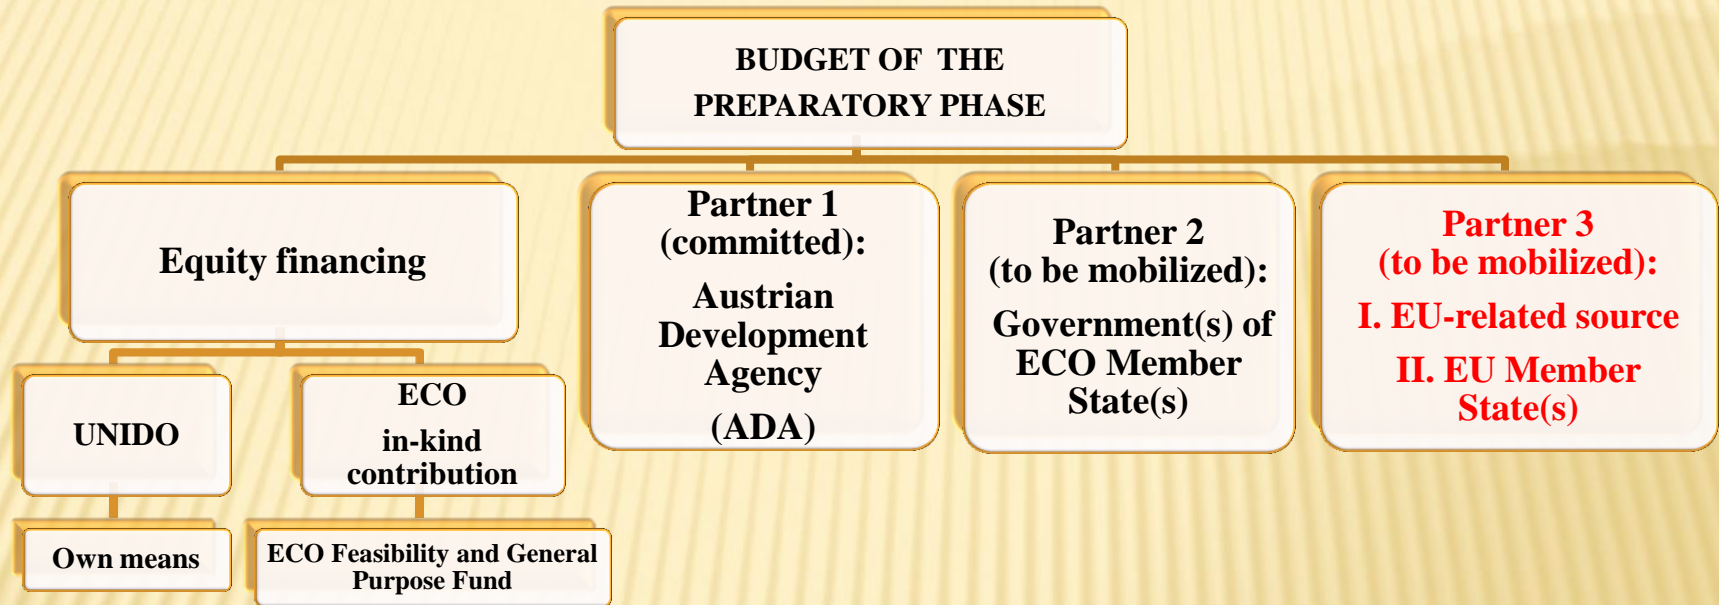 BUDGET OF THE
PREPARATORY PHASE
Equity financing
Partner 1
(committed):
Austrian
Development
Agency
(ADA)
Partner 2
(to be mobilized):
Government(s) of
ECO Member
State(s)
Partner 3
(to be mobilized):
I. EU-related source
II. EU Member
State(s)
UNIDO
ECO
in-kind
contribution
Own means
ECO Feasibility and General
Purpose Fund